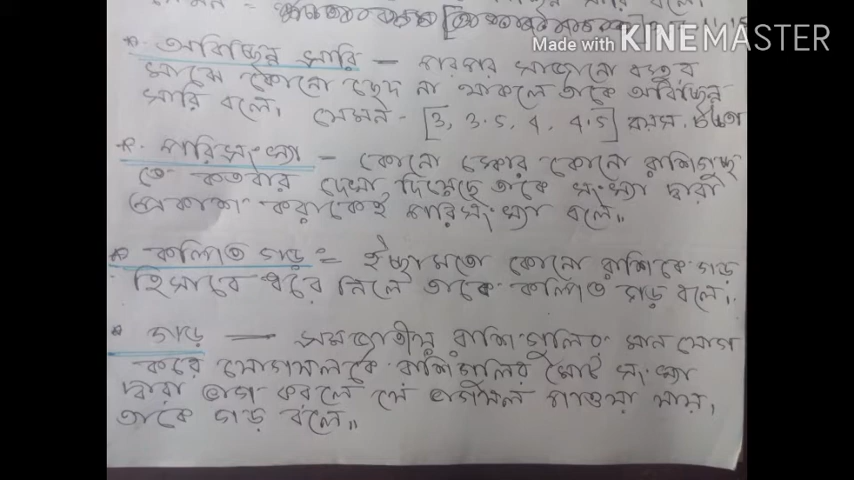 Made with KINEMASTER
অবিচ্ছিন্ন সারি — পরপর সাজানো বস্তুর
মাঝে কোনো ছেদ না থাকলে তাকে অবিচ্ছিন্ন
সারি বলে। যেমন - [3, 3.5, 4, 4.5]
পরিসংখ্যা - কোনো স্কোর কোনো রাশিগুচ্ছ
তে কতবার দেখা দিয়েছে তাকে সংখ্যা দ্বারা
প্রকাশ করাকেই পরিসংখ্যা বলে॥
কল্পিত গড় = ইচ্ছামতো কোনো রাশিকে গড়
হিসাবে ধরে নিলে তাকে কল্পিত গড় বলে।
গড় — সমজাতীয় রাশিগুলির মান যোগ
করে যোগফলকে রাশিগুলির মোট সংখ্যা
দ্বারা ভাগ করলে যে ভাগফল পাওয়া যায়,
তাকে গড় বলে॥